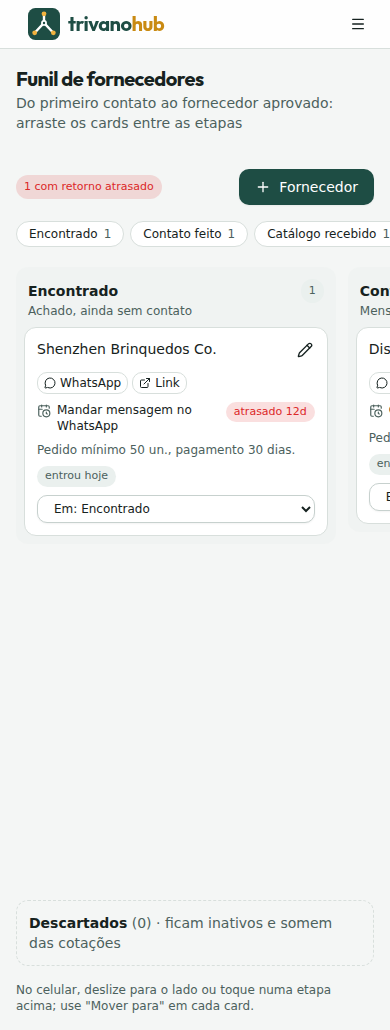 trivanohub
Funil de fornecedores
Do primeiro contato ao fornecedor aprovado:
arraste os cards entre as etapas
1 com retorno atrasado
+ Fornecedor
Encontrado 1
Contato feito 1
Catálogo recebido 1
Encontrado
1
Achado, ainda sem contato
Shenzhen Brinquedos Co.
WhatsApp
Link
Mandar mensagem no
WhatsApp
atrasado 12d
Pedido mínimo 50 un., pagamento 30 dias.
entrou hoje
Em: Encontrado
Descartados (0) · ficam inativos e somem
das cotações
No celular, deslize para o lado ou toque numa etapa
acima; use "Mover para" em cada card.